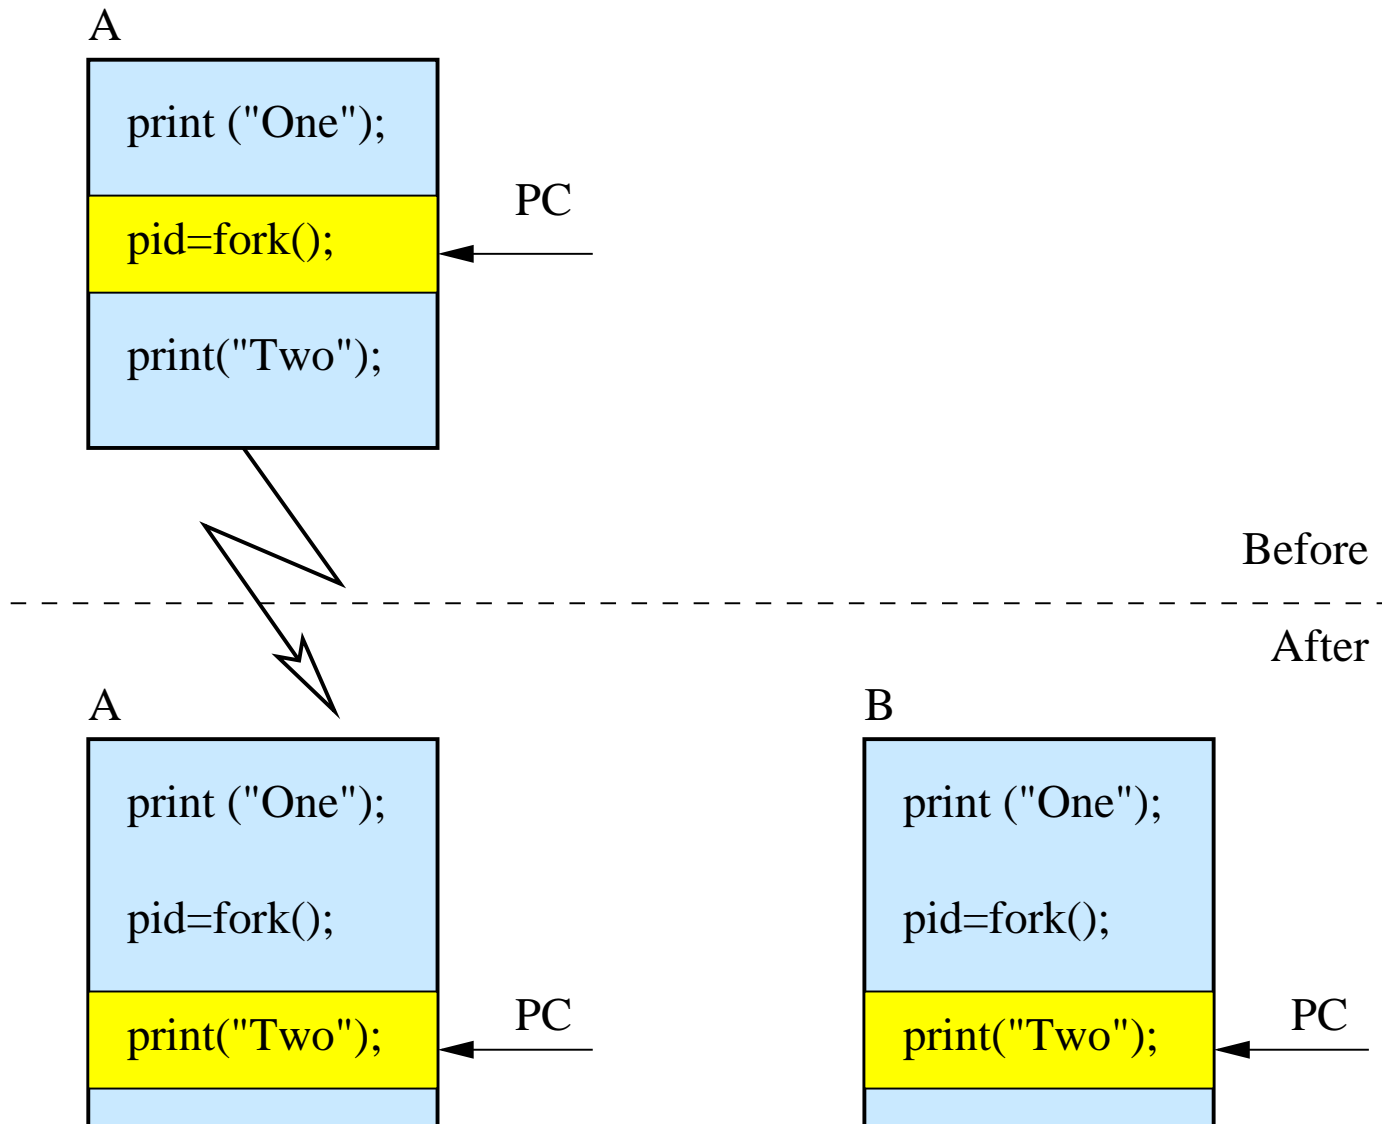 A
print ("One");
PC
pid=fork();
print("Two");
Before
After
A
B
print ("One");
print ("One");
pid=fork();
pid=fork();
print("Two");
PC
print("Two");
PC